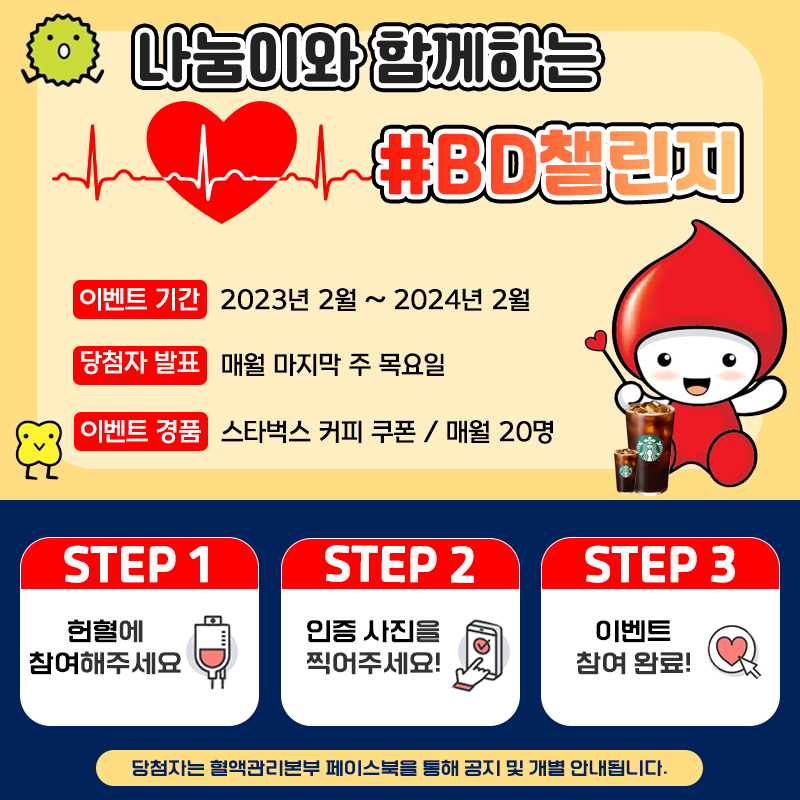 나눔이와 함께하는
#BD챌린지
이벤트 기간 2023년 2월 ~ 2024년 2월
당첨자 발표 매월 마지막 주 목요일
이벤트 경품 스타벅스 커피 쿠폰 / 매월 20명
STEP 1
헌혈에
참여해주세요
STEP 2
인증 사진을
찍어주세요!
STEP 3
이벤트
참여 완료!
당첨자는 혈액관리본부 페이스북을 통해 공지 및 개별 안내됩니다.